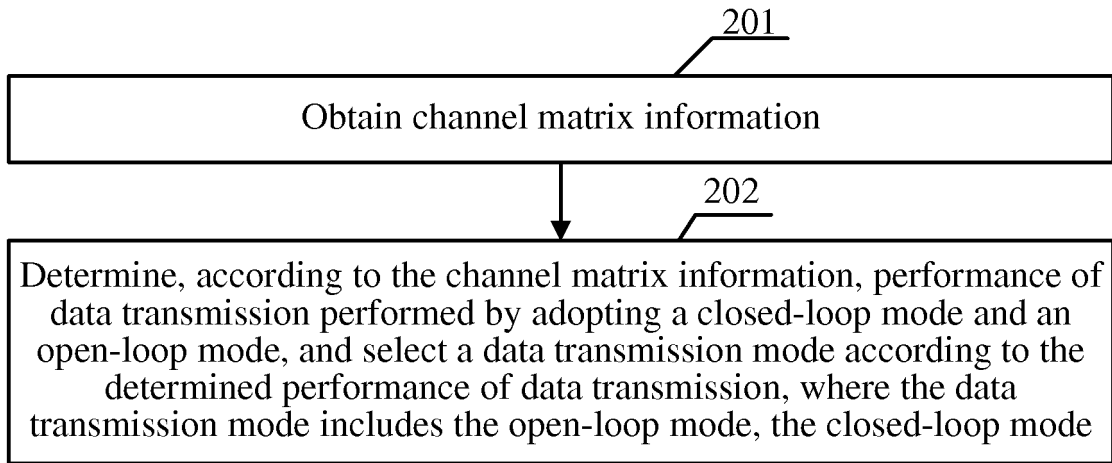 201
Obtain channel matrix information
202
Determine, according to the channel matrix information, performance of
data transmission performed by adopting a closed-loop mode and an
open-loop mode, and select a data transmission mode according to the
determined performance of data transmission, where the data
transmission mode includes the open-loop mode, the closed-loop mode